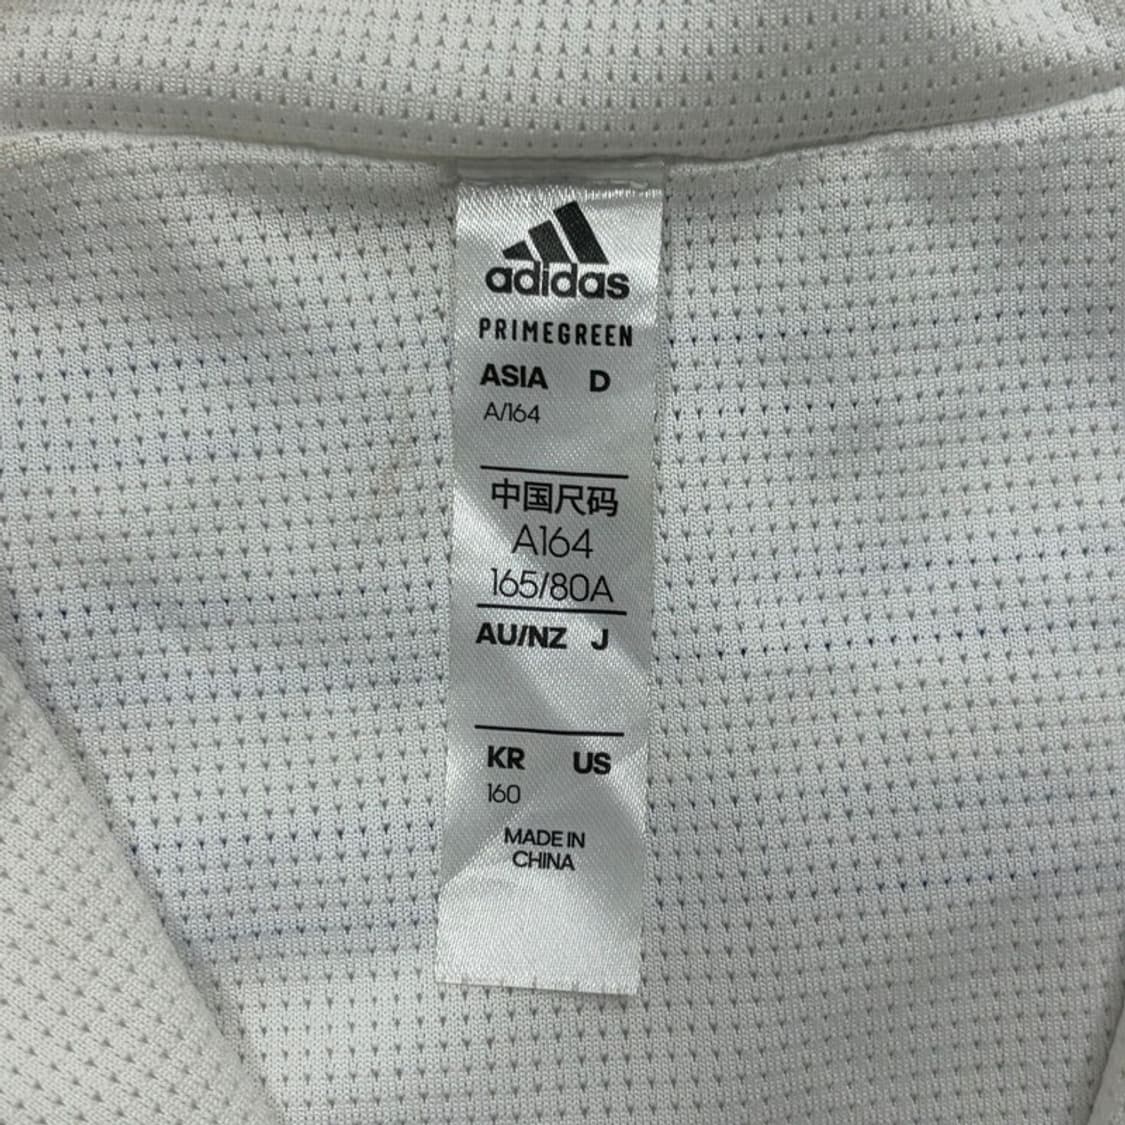 adidas
PRIMEGREEN
ASIA D
A/164
中国尺码
A164
165/80A
AU/NZ J
KR US
160
MADE IN
CHINA